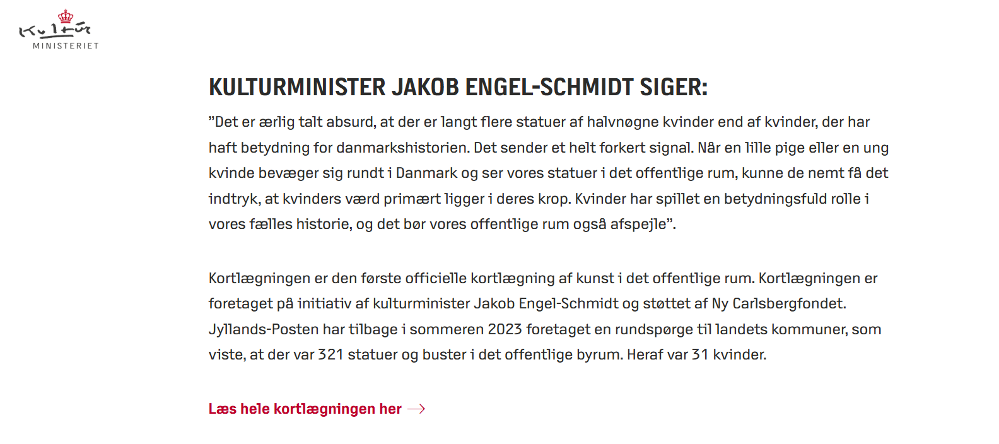 Kultur
MINISTERIET
KULTURMINISTER JAKOB ENGEL-SCHMIDT SIGER:
”Det er ærlig talt absurd, at der er langt flere statuer af halvnøgne kvinder end af kvinder, der har
haft betydning for danmarkshistorien. Det sender et helt forkert signal. Når en lille pige eller en ung
kvinde bevæger sig rundt i Danmark og ser vores statuer i det offentlige rum, kunne de nemt få det
indtryk, at kvinders værd primært ligger i deres krop. Kvinder har spillet en betydningsfuld rolle i
vores fælles historie, og det bør vores offentlige rum også afspejle”.
Kortlægningen er den første officielle kortlægning af kunst i det offentlige rum. Kortlægningen er
foretaget på initiativ af kulturminister Jakob Engel-Schmidt og støttet af Ny Carlsbergfondet.
Jyllands-Posten har tilbage i sommeren 2023 foretaget en rundspørge til landets kommuner, som
viste, at der var 321 statuer og buster i det offentlige byrum. Heraf var 31 kvinder.
Læs hele kortlægningen her →